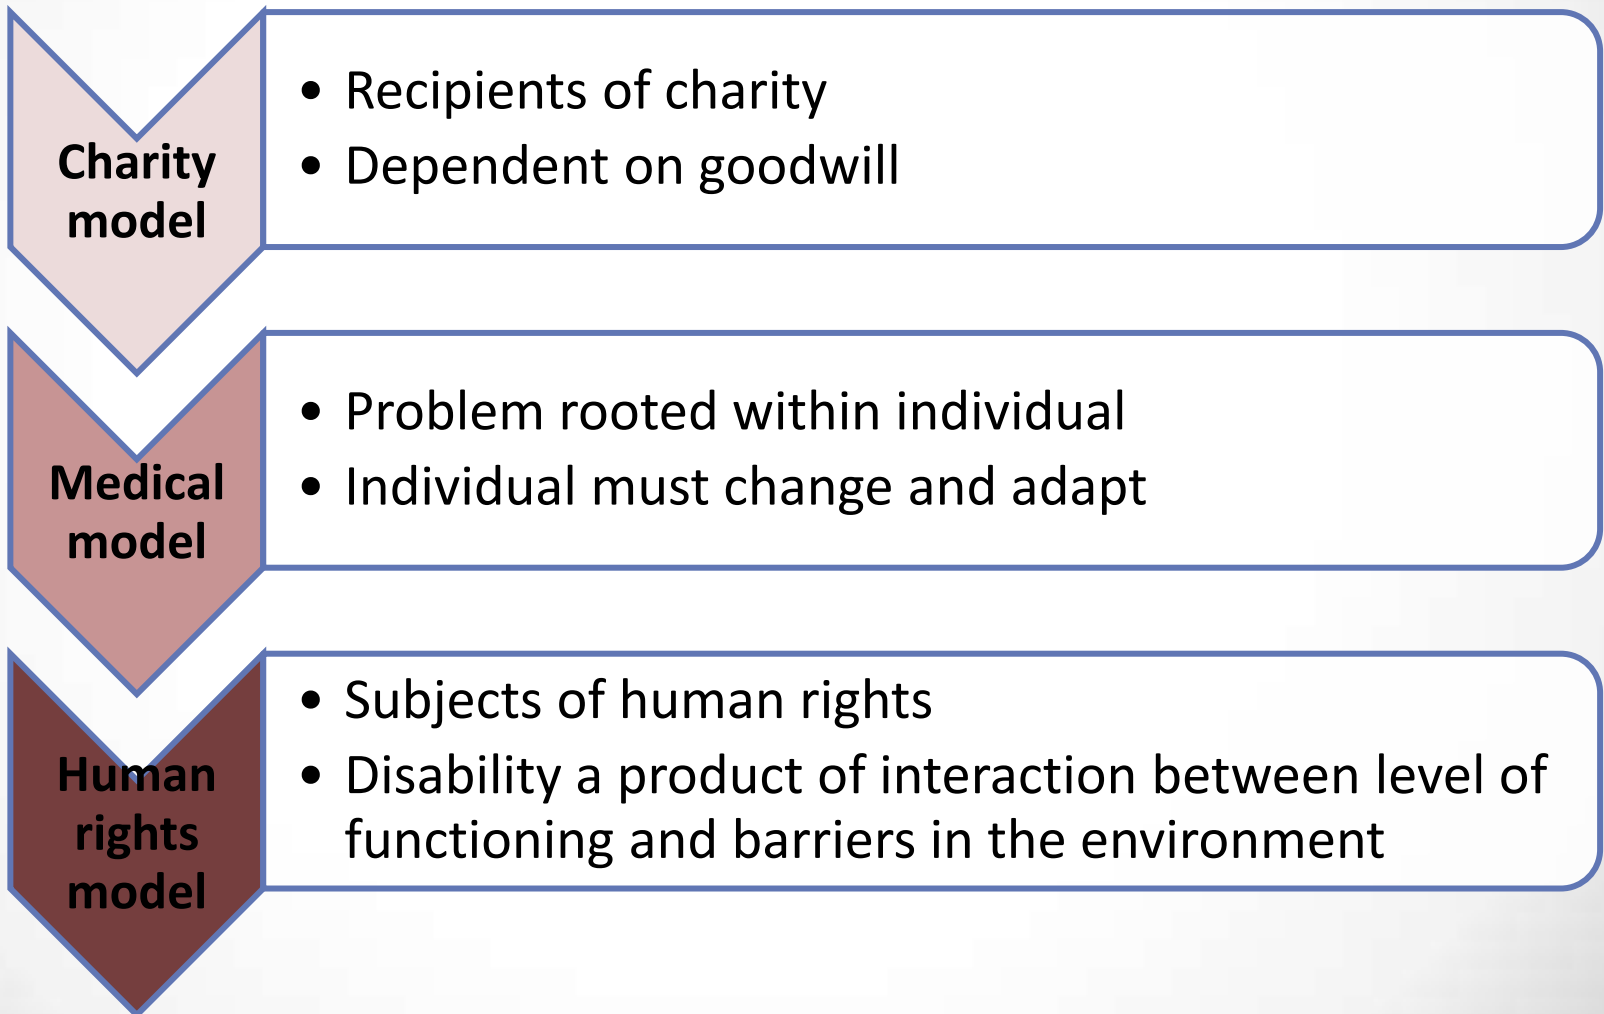 Charity
model
• Recipients of charity
• Dependent on goodwill
Medical
model
• Problem rooted within individual
• Individual must change and adapt
Human
rights
model
• Subjects of human rights
• Disability a product of interaction between level of
functioning and barriers in the environment